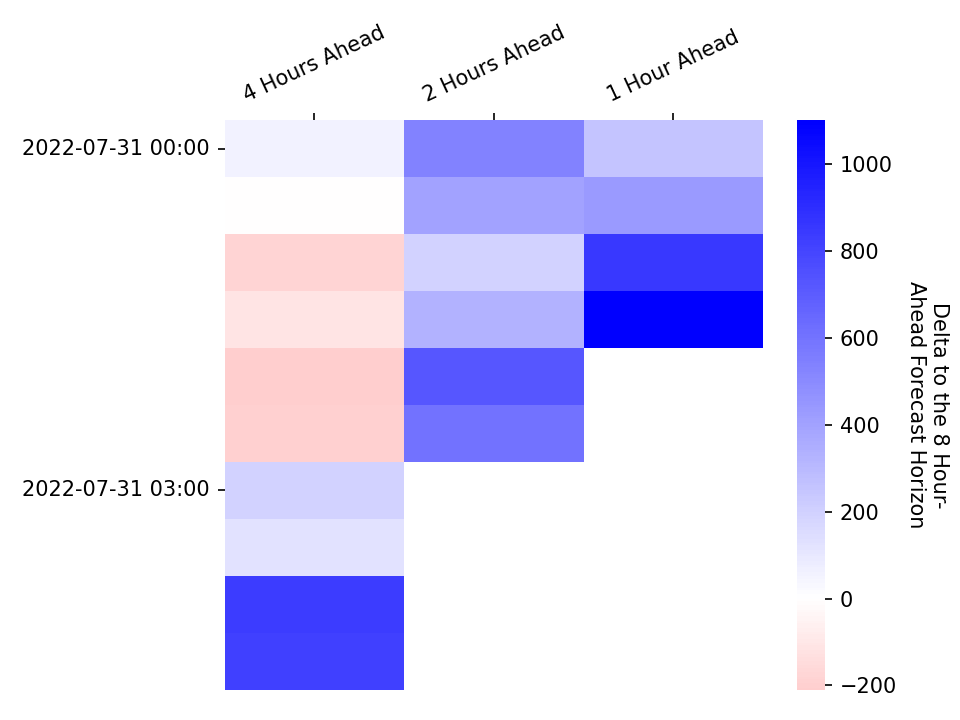 4 Hours Ahead
2 Hours Ahead
1 Hour Ahead
2022-07-31 00:00
2022-07-31 03:00
1000
800
600
400
200
0
−200
Delta to the 8 Hour-
Ahead Forecast Horizon